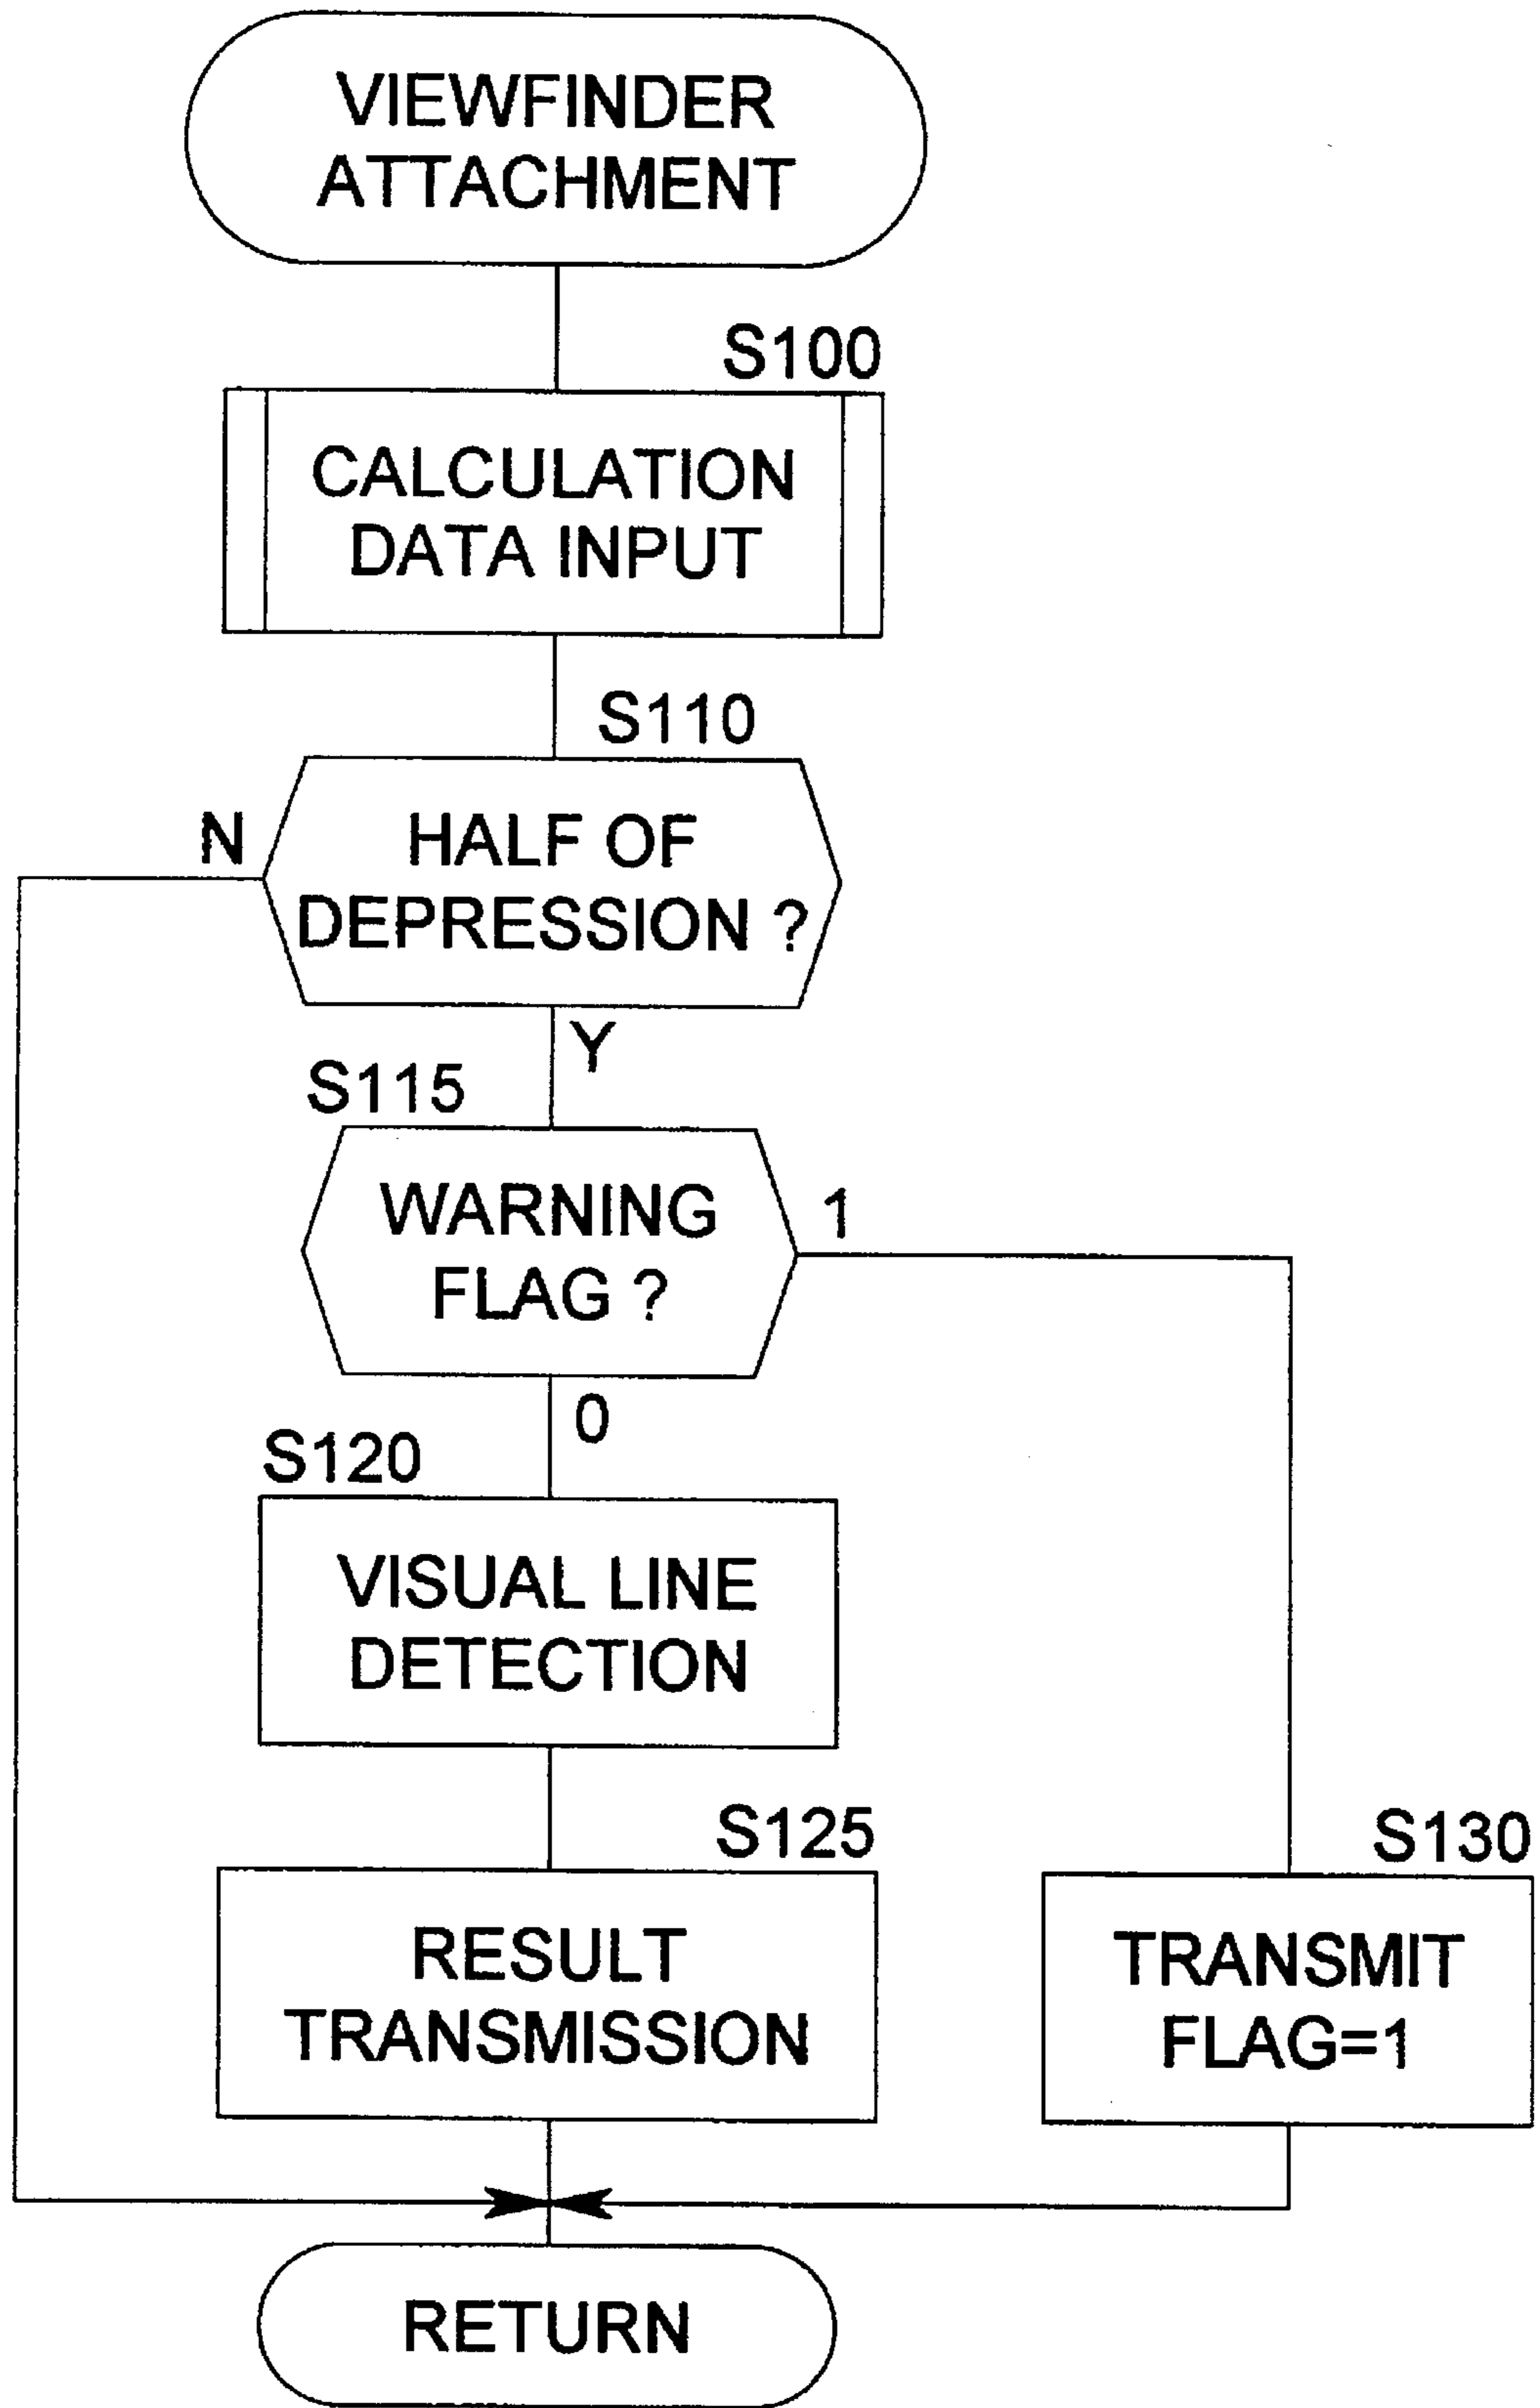 VIEWFINDER
ATTACHMENT
S100
CALCULATION
DATA INPUT
S110
N
HALF OF
DEPRESSION ?
Y
S115
WARNING
FLAG ?
1
0
S120
VISUAL LINE
DETECTION
S125
RESULT
TRANSMISSION
S130
TRANSMIT
FLAG=1
RETURN